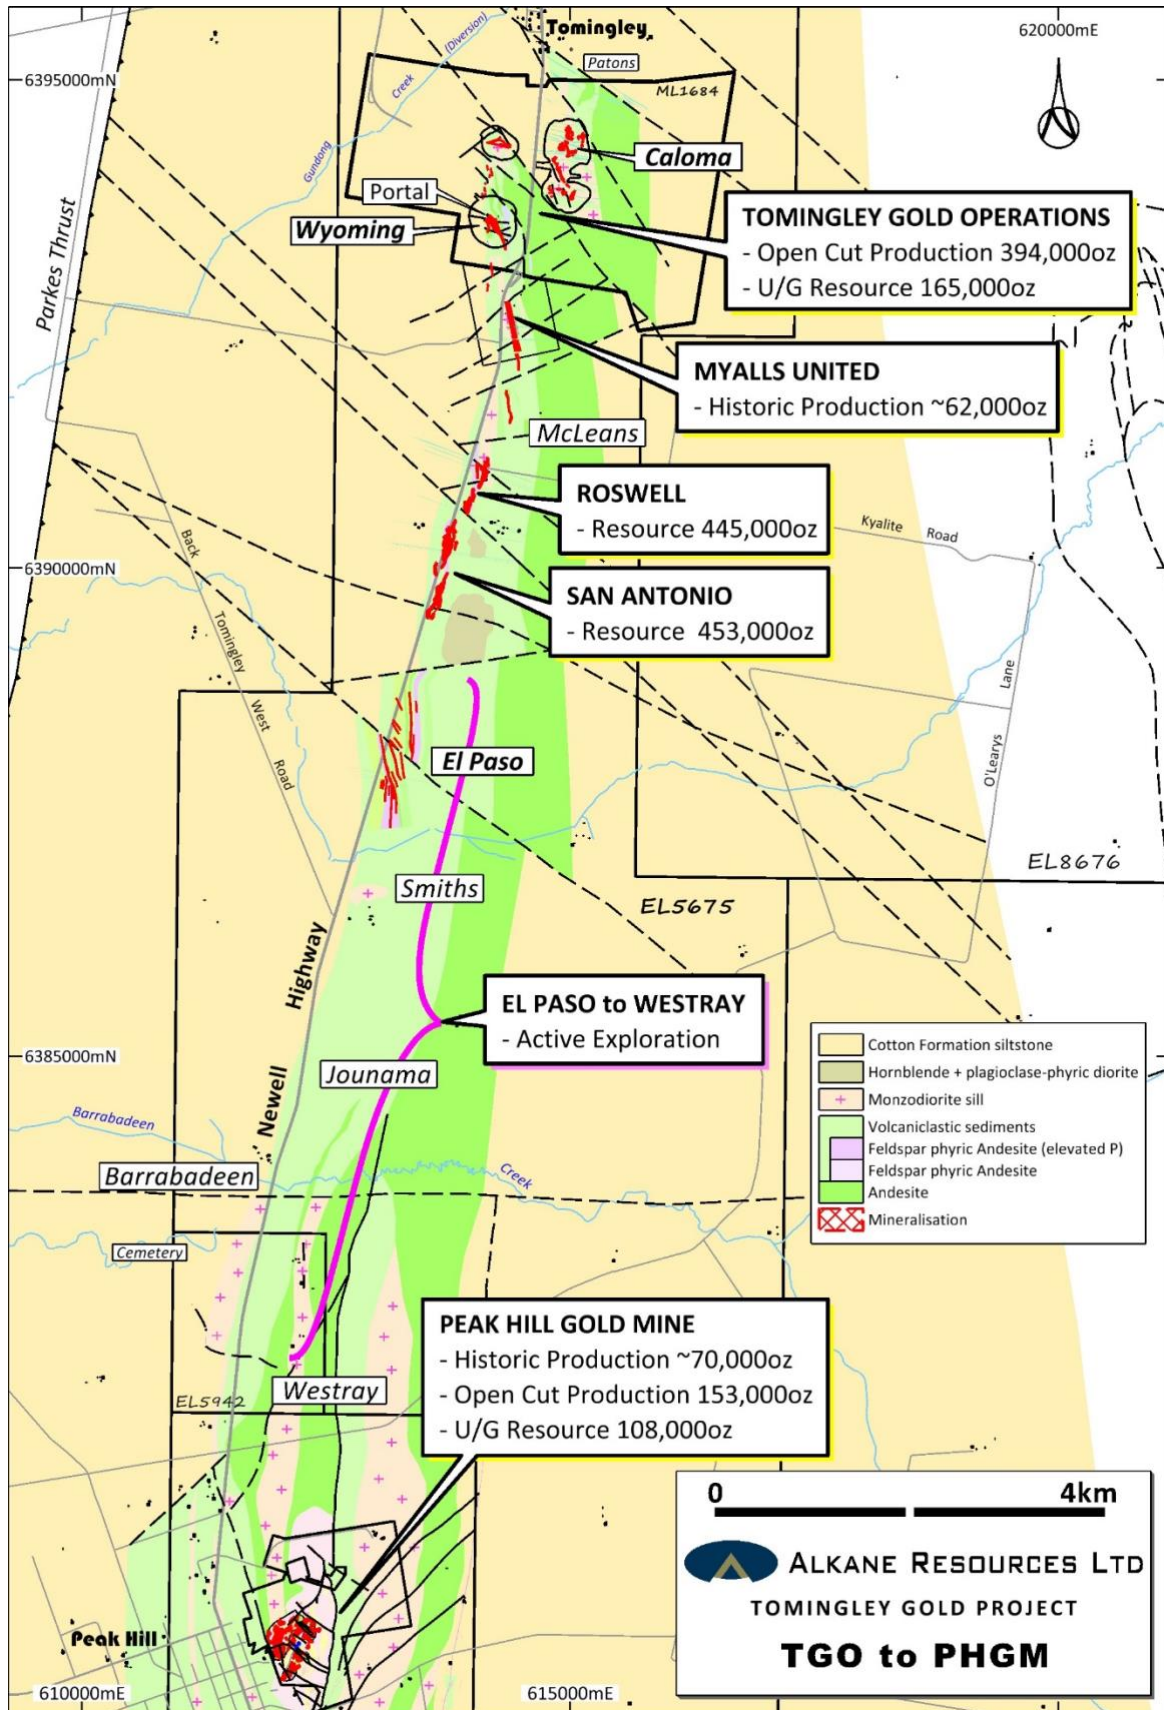 Tomingley
620000mE
Patons
6395000mN
ML1684
Gundong
Creek
(Diversion)
Caloma
Portal
Wyoming
Parkes Thrust
TOMINGLEY GOLD OPERATIONS
- Open Cut Production 394,000oz
- U/G Resource 165,000oz
MYALLS UNITED
- Historic Production ~62,000oz
McLeans
ROSWELL
- Resource 445,000oz
Kyalite Road
Back
Tomingley
West
Road
6390000mN
SAN ANTONIO
- Resource 453,000oz
O'Learys
Lane
El Paso
EL8676
Smiths
EL5675
Newell
Highway
EL PASO to WESTRAY
- Active Exploration
6385000mN
Jounama
Cotton Formation siltstone
Hornblende + plagioclase-phyric diorite
Monzodiorite sill
Volcaniclastic sediments
Feldspar phyric Andesite (elevated P)
Feldspar phyric Andesite
Andesite
Mineralisation
Barrabadeen
Creek
Barrabadeen
Cemetery
PEAK HILL GOLD MINE
- Historic Production ~70,000oz
- Open Cut Production 153,000oz
- U/G Resource 108,000oz
Westray
EL5942
0 4km
ALKANE RESOURCES LTD
TOMINGLEY GOLD PROJECT
TGO to PHGM
Peak Hill
610000mE
615000mE